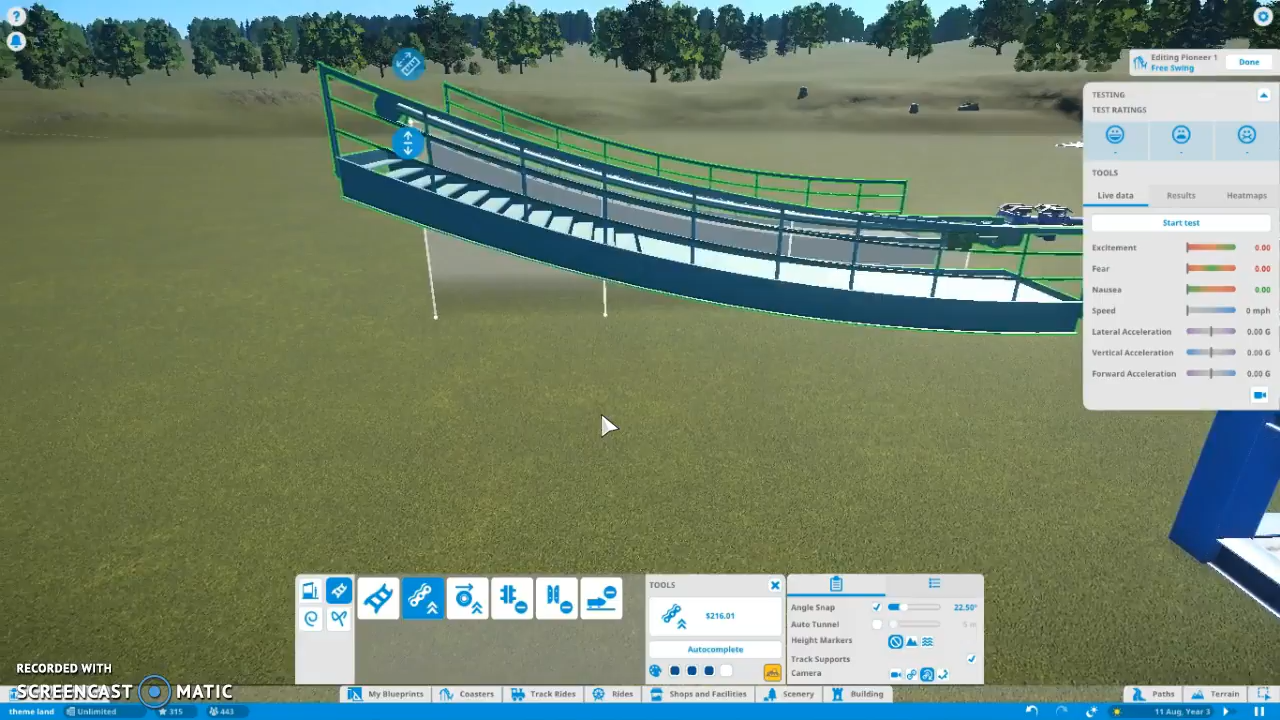 ?
Editing Pioneer 1
Free Swing
Done
TESTING
TEST RATINGS
- - -
TOOLS
Live data Results Heatmaps
Start test
Excitement 0.00
Fear 0.00
Nausea 0.00
Speed 0 mph
Lateral Acceleration 0.00 G
Vertical Acceleration 0.00 G
Forward Acceleration 0.00 G
TOOLS
$216.01
Autocomplete
Angle Snap 22.50°
Auto Tunnel 5 m
Height Markers
Track Supports
Camera
RECORDED WITH
SCREENCAST MATIC
My Blueprints Coasters Track Rides Rides Shops and Facilities Scenery Building Paths Terrain
theme land Unlimited 315 443 11 Aug, Year 3